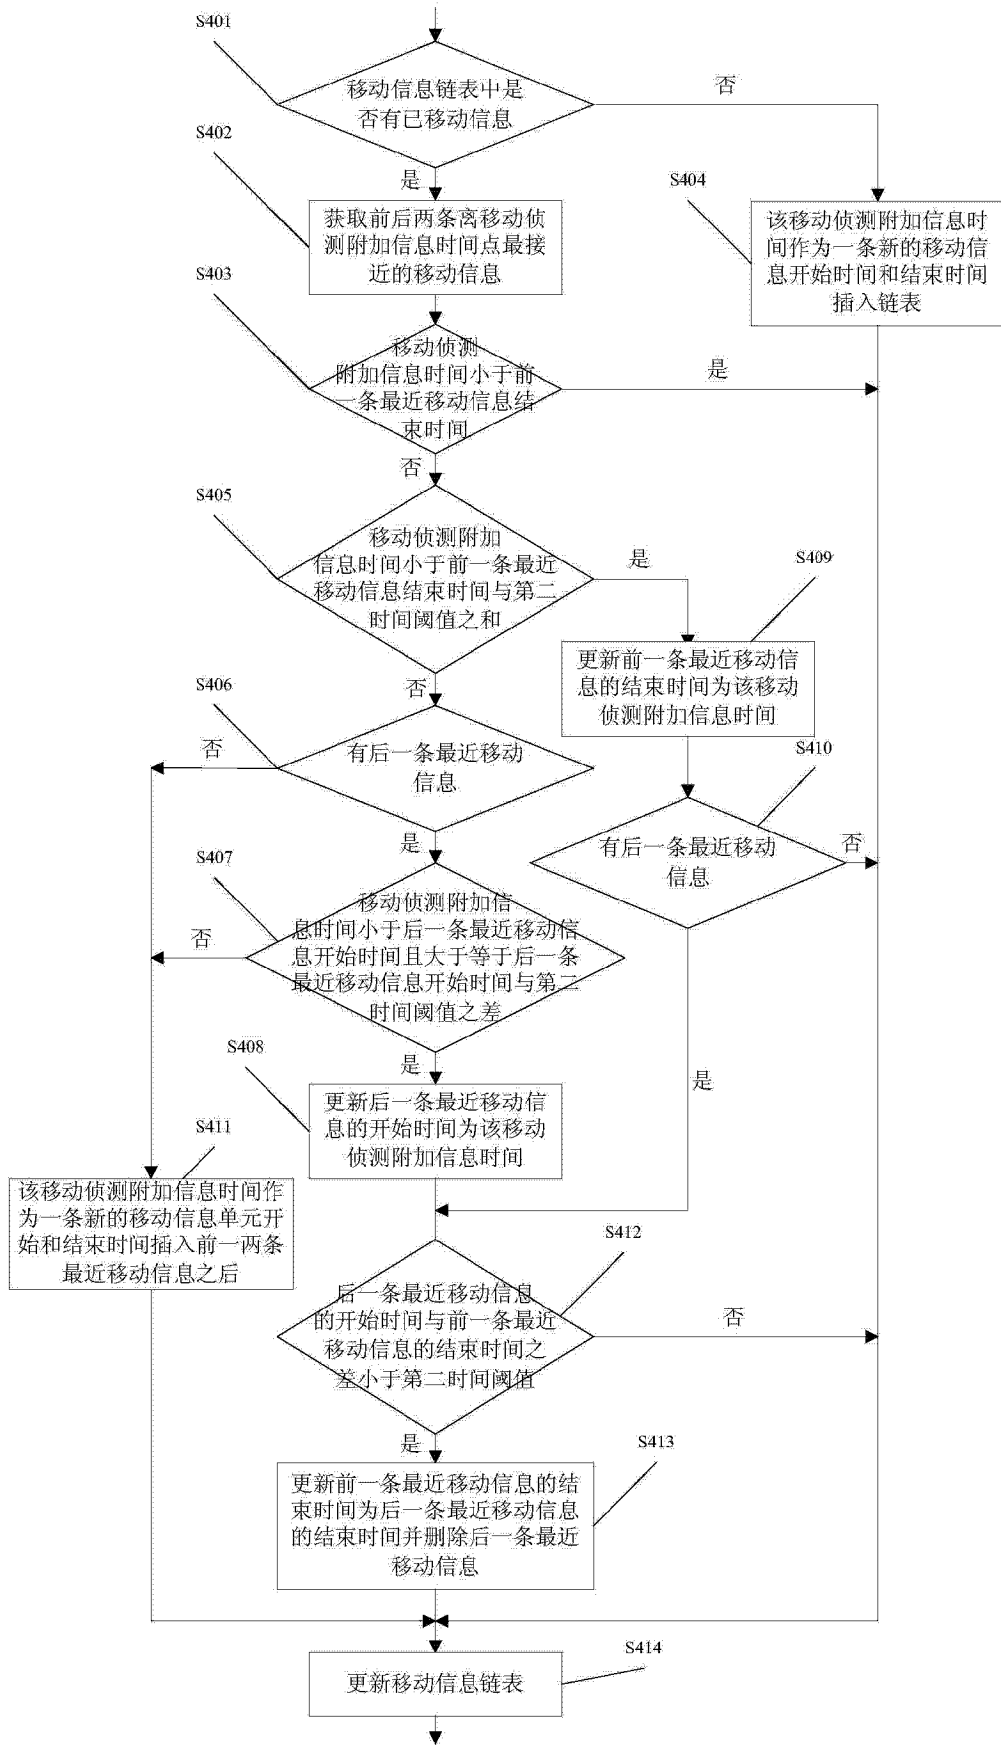 S401
移动信息链表中是
否有已移动信息
否
是
S402
获取前后两条离移动侦
测附加信息时间点最接
近的移动信息
S404
该移动侦测附加信息时
间作为一条新的移动信
息开始时间和结束时间
插入链表
S403
移动侦测
附加信息时间小于前
一条最近移动信息结
束时间
是
否
S405
移动侦测附加
信息时间小于前一条最近
移动信息结束时间与第二
时间阈值之和
是
否
S409
更新前一条最近移动信
息的结束时间为该移动
侦测附加信息时间
S406
有后一条最近移动
信息
否
是
S410
有后一条最近移动
信息
否
是
S407
移动侦测附加信
息时间小于后一条最近移动信
息开始时间且大于等于后一条
最近移动信息开始时间与第二
时间阈值之差
否
是
S408
更新后一条最近移动信
息的开始时间为该移动
侦测附加信息时间
S411
该移动侦测附加信息时间作
为一条新的移动信息单元开
始和结束时间插入前一两条
最近移动信息之后
S412
后一条最近移动信息
的开始时间与前一条最近
移动信息的结束时间之
差小于第二时间阈值
否
是
S413
更新前一条最近移动信息的结
束时间为后一条最近移动信息
的结束时间并删除后一条最近
移动信息
S414
更新移动信息链表